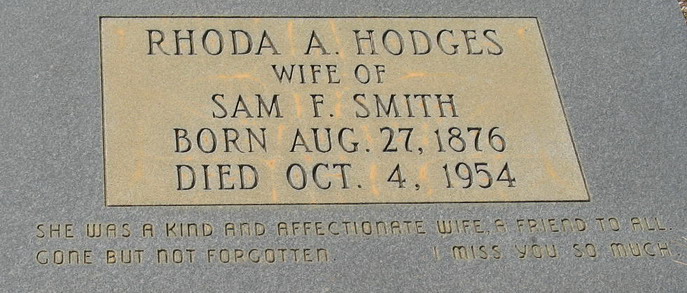 RHODA A. HODGES
WIFE OF
SAM F. SMITH
BORN AUG. 27, 1876
DIED OCT. 4, 1954
SHE WAS A KIND AND AFFECTIONATE WIFE, A FRIEND TO ALL.
GONE BUT NOT FORGOTTEN. I MISS YOU SO MUCH.